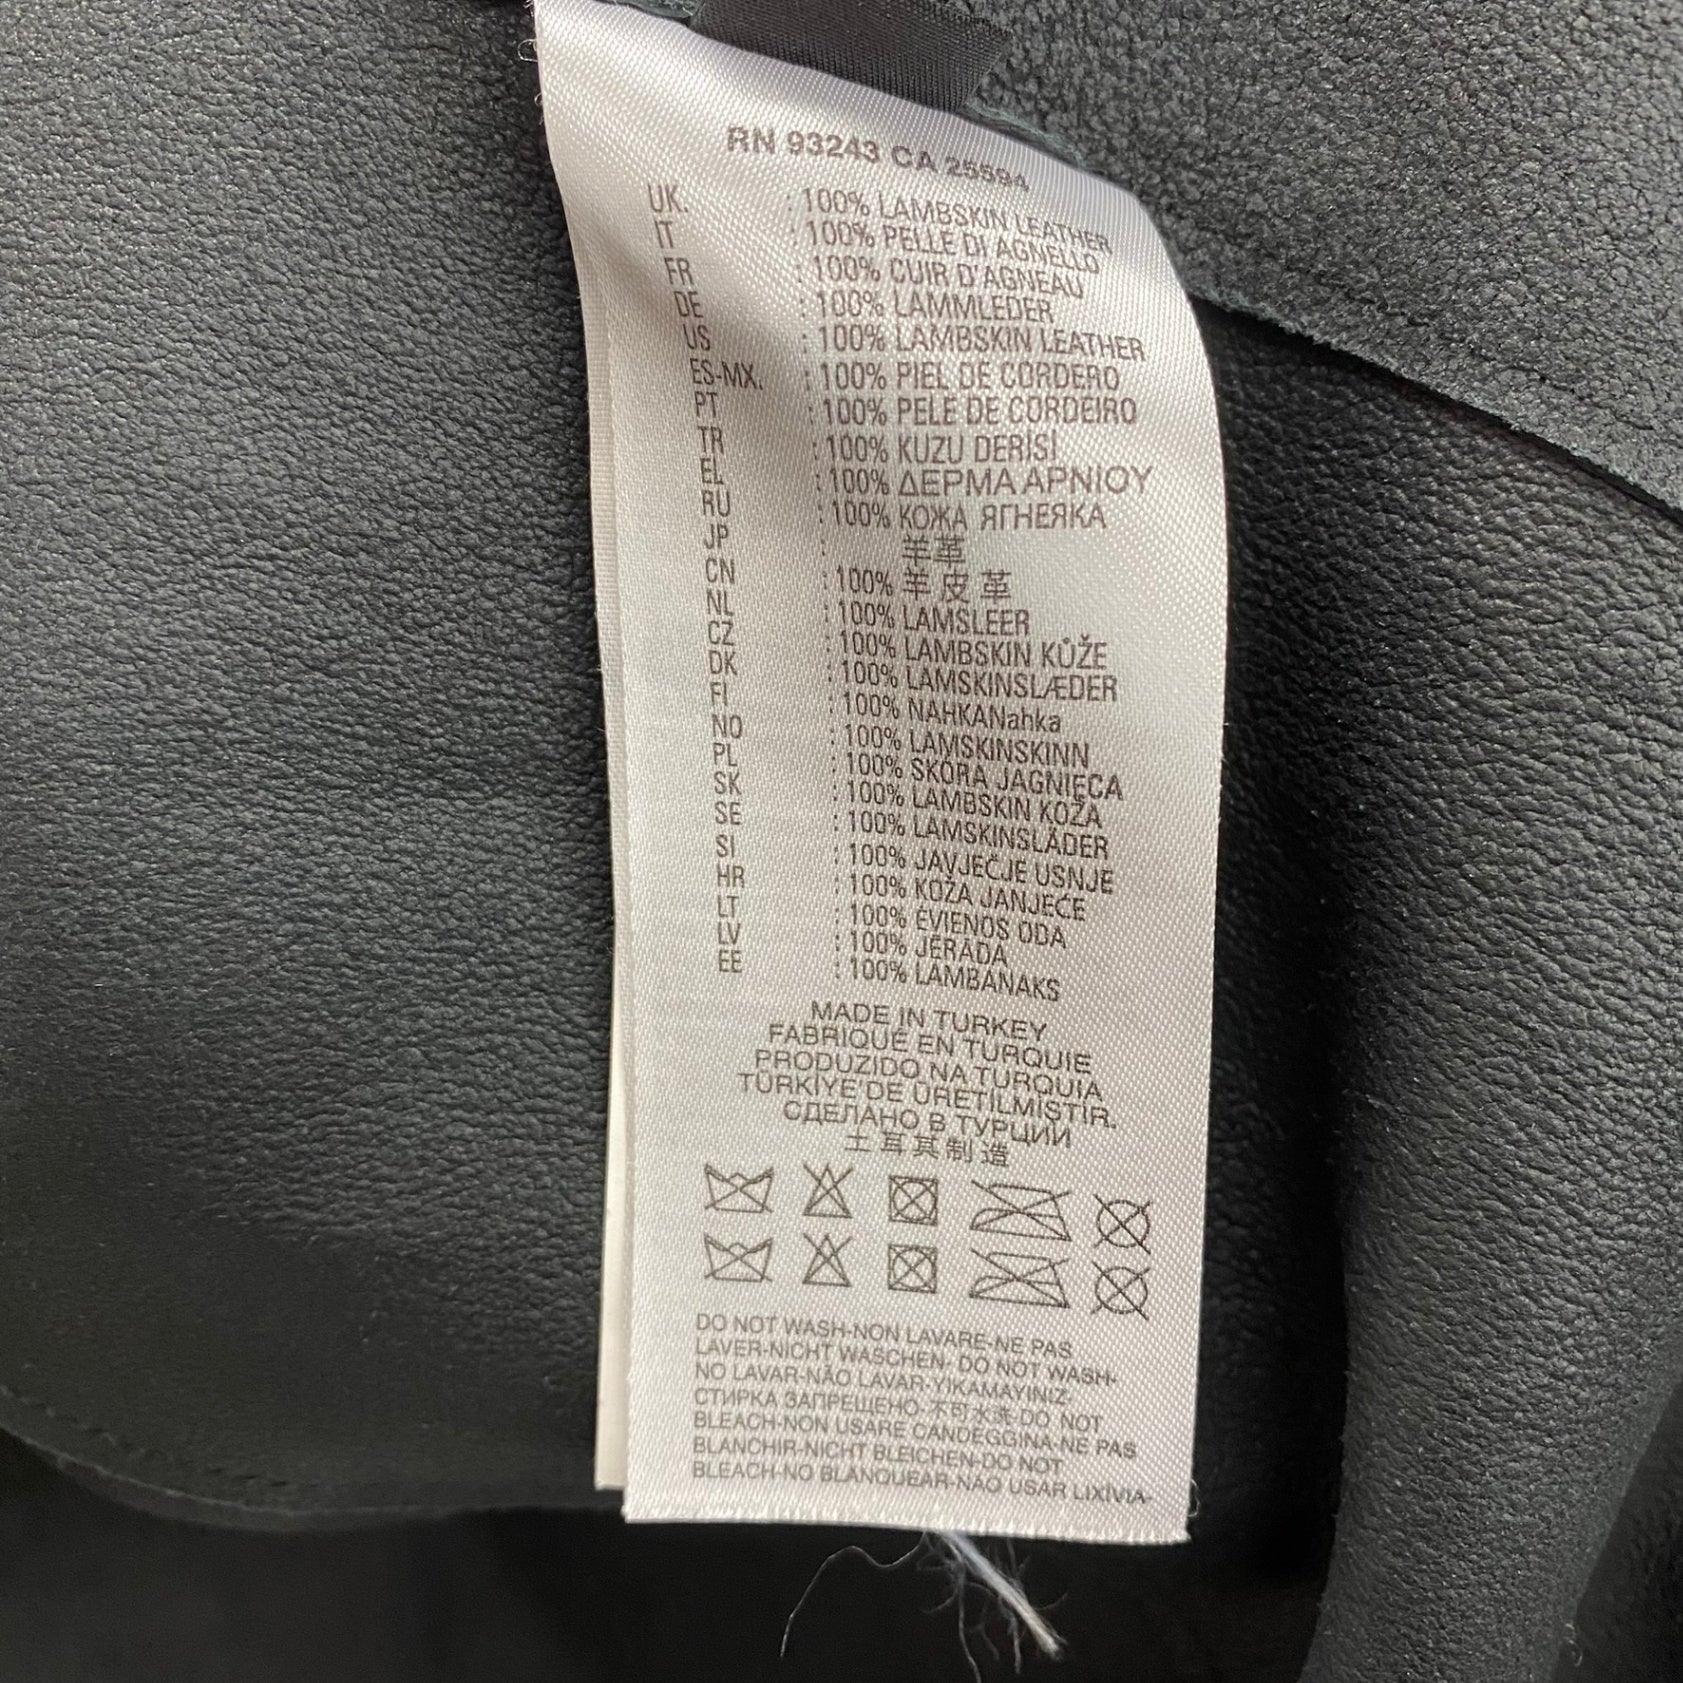 RN 93243 CA 25594
UK. : 100% LAMBSKIN LEATHER
IT : 100% PELLE DI AGNELLO
FR : 100% CUIR D'AGNEAU
DE : 100% LAMMLEDER
US : 100% LAMBSKIN LEATHER
ES-MX. : 100% PIEL DE CORDERO
PT : 100% PELE DE CORDEIRO
TR : 100% KUZU DERİSİ
EL : 100% ΔΕΡΜΑ ΑΡΝΙΟΥ
RU : 100% КОЖА ЯГНЕЯКА
JP : 羊革
CN : 100% 羊皮革
NL : 100% LAMSLEER
CZ : 100% LAMBSKIN KŮŽE
DK : 100% LAMSKINSLÆDER
FI : 100% NAHKANahka
NO : 100% LAMSKINSKINN
PL : 100% SKÓRA JAGNIĘCA
SK : 100% LAMBSKIN KOŽA
SE : 100% LAMSKINSLÄDER
SI : 100% JAVJEČJE USNJE
HR : 100% KOŽA JANJEĆE
LT : 100% ĖVIENOS ODA
LV : 100% JĒRĀDA
EE : 100% LAMBANAKS
MADE IN TURKEY
FABRIQUÉ EN TURQUIE
PRODUZIDO NA TURQUIA
TÜRKİYE'DE ÜRETİLMİŞTİR.
СДЕЛАНО В ТУРЦИИ
土耳其制造
DO NOT WASH-NON LAVARE-NE PAS
LAVER-NICHT WASCHEN- DO NOT WASH-
NO LAVAR-NÃO LAVAR-YIKAMAYINIZ-
СТИРКА ЗАПРЕЩЕНО-不可水洗-DO NOT
BLEACH-NON USARE CANDEGGINA-NE PAS
BLANCHIR-NICHT BLEICHEN-DO NOT
BLEACH-NO BLANQUEAR-NÃO USAR LIXÍVIA-